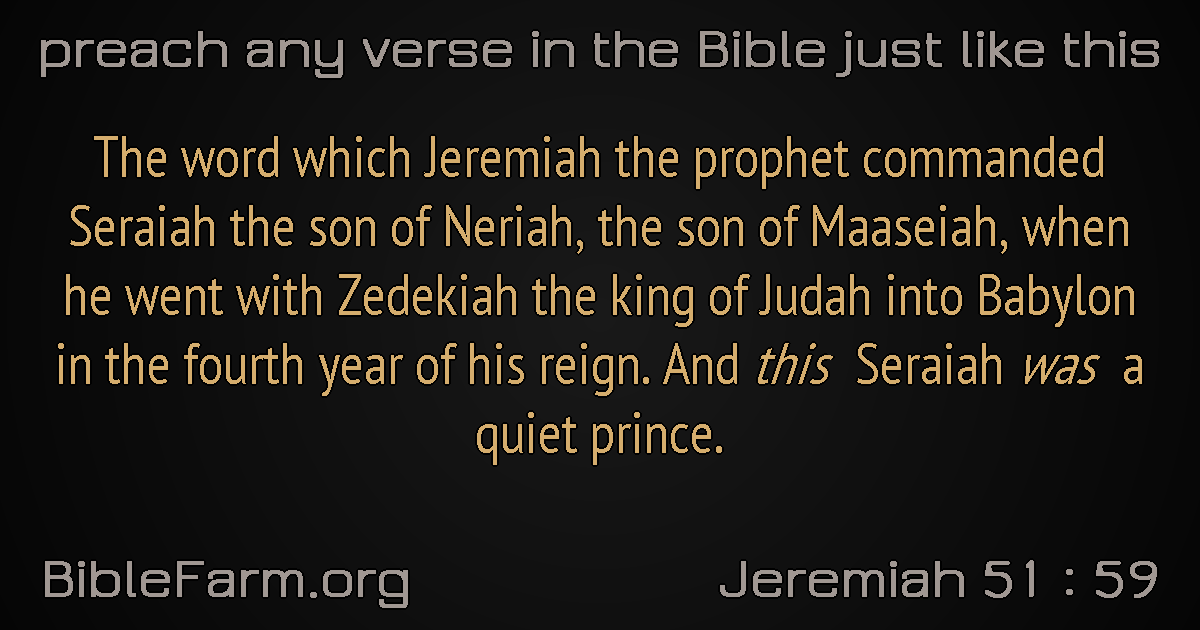 preach any verse in the Bible just like this
The word which Jeremiah the prophet commanded
Seraiah the son of Neriah, the son of Maaseiah, when
he went with Zedekiah the king of Judah into Babylon
in the fourth year of his reign. And this Seraiah was a
quiet prince.
BibleFarm.org
Jeremiah 51 : 59